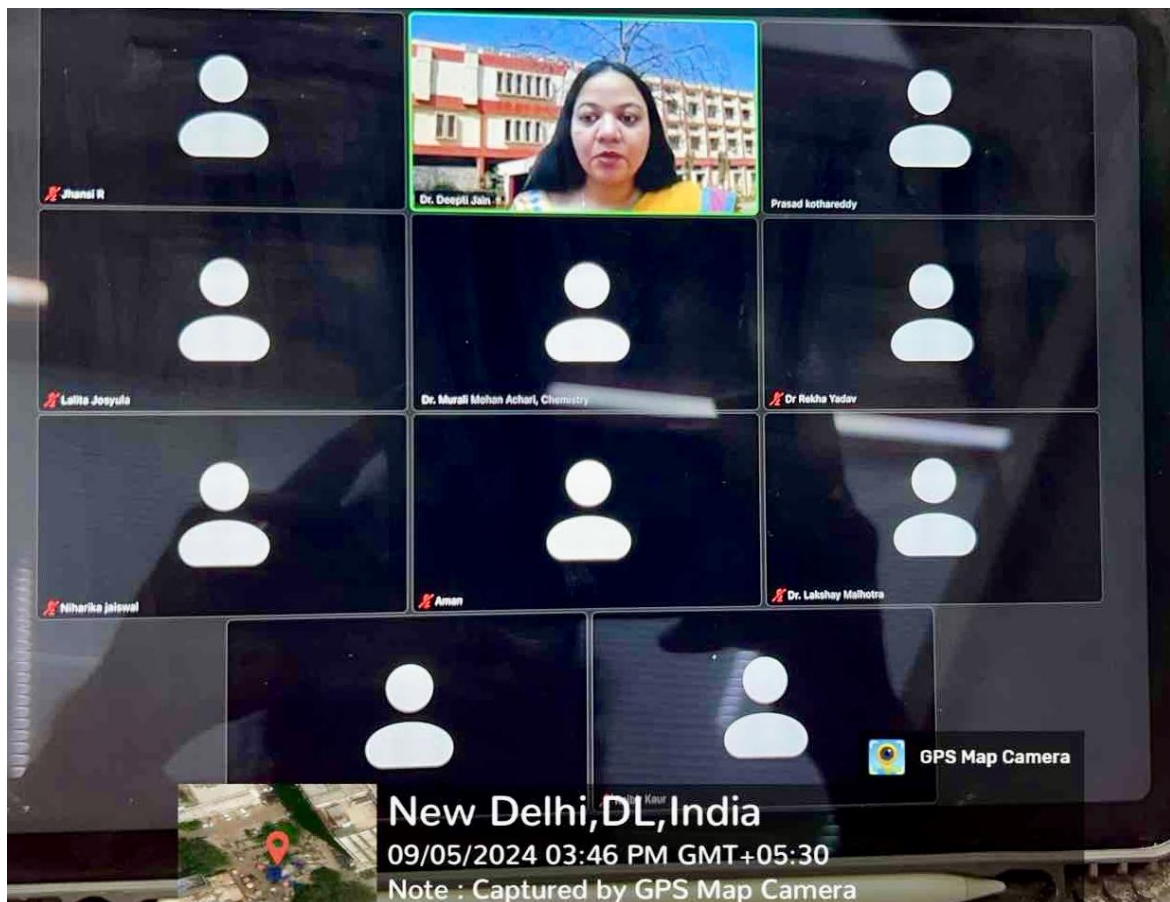 Jhansi R
Dr. Deepti Jain
Prasad kothareddy
Lalita Josyula
Dr. Murali Mohan Achari, Chemistry
Dr Rekha Yadav
Niharika jaiswal
Aman
Dr. Lakshay Malhotra
Kaur
GPS Map Camera
New Delhi,DL,India
09/05/2024 03:46 PM GMT+05:30
Note : Captured by GPS Map Camera